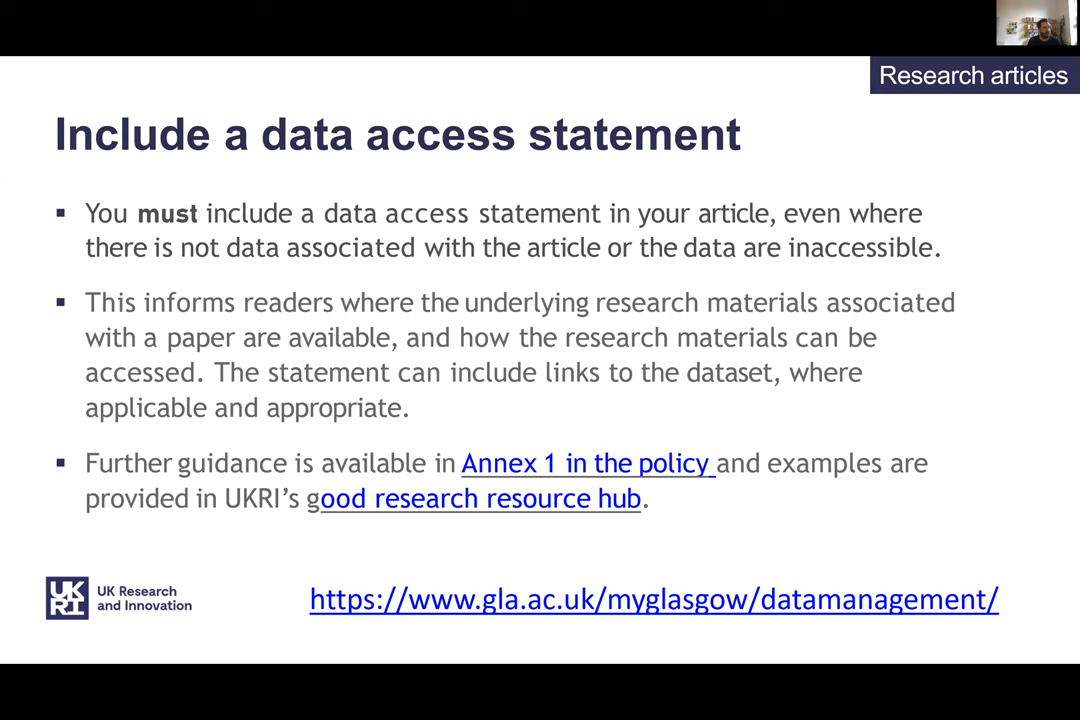 Research articles
Include a data access statement
▪ You must include a data access statement in your article, even where
there is not data associated with the article or the data are inaccessible.
▪ This informs readers where the underlying research materials associated
with a paper are available, and how the research materials can be
accessed. The statement can include links to the dataset, where
applicable and appropriate.
▪ Further guidance is available in Annex 1 in the policy and examples are
provided in UKRI's good research resource hub.
UK
RI
UK Research
and Innovation
https://www.gla.ac.uk/myglasgow/datamanagement/